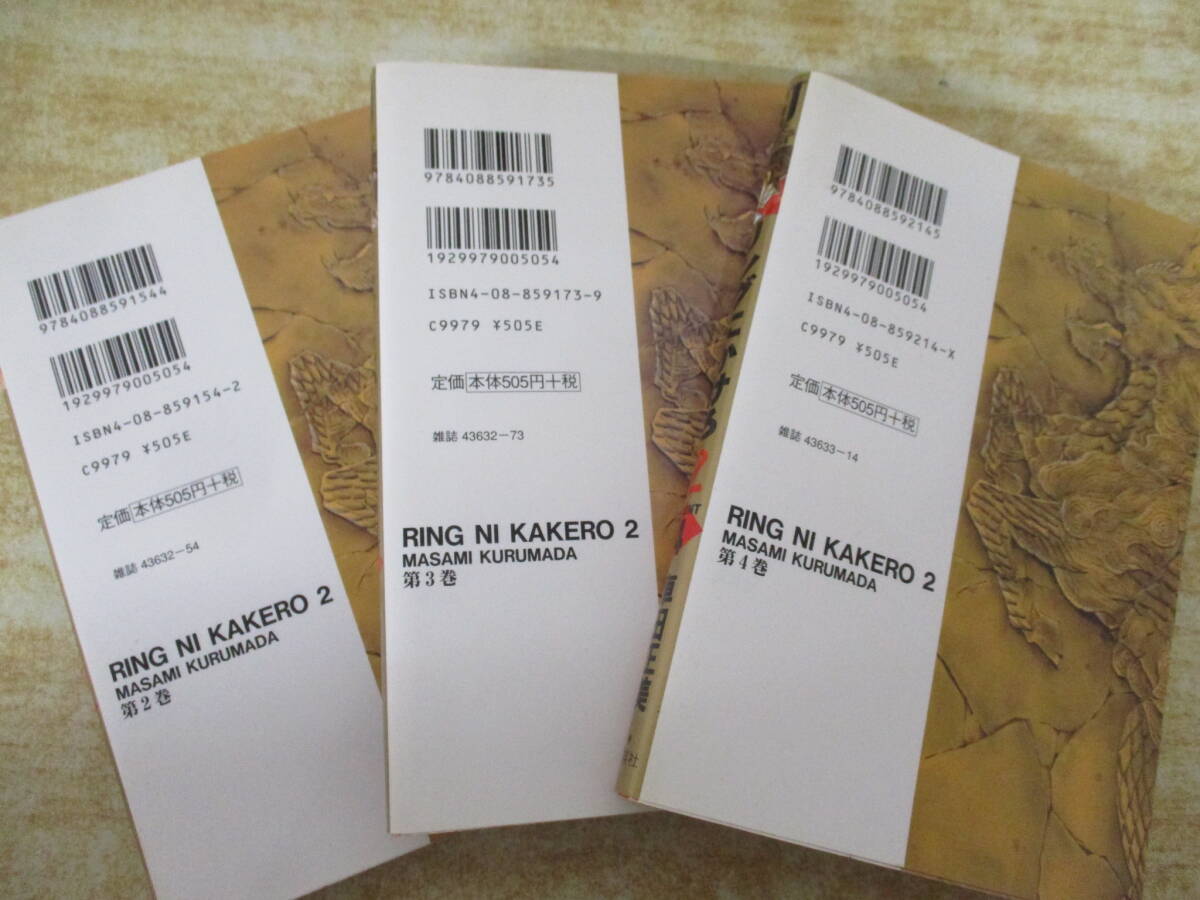 9784088591544
1929979005054
ISBN4-08-859154-2
C9979 ¥505E
定価 本体505円+税
雑誌 43632-54
RING NI KAKERO 2
MASAMI KURUMADA
第2巻
9784088591735
1929979005054
ISBN4-08-859173-9
C9979 ¥505E
定価 本体505円+税
雑誌 43632-73
RING NI KAKERO 2
MASAMI KURUMADA
第3巻
9784088592145
1929979005054
ISBN4-08-859214-X
C9979 ¥505E
定価 本体505円+税
雑誌 43633-14
RING NI KAKERO 2
MASAMI KURUMADA
第4巻